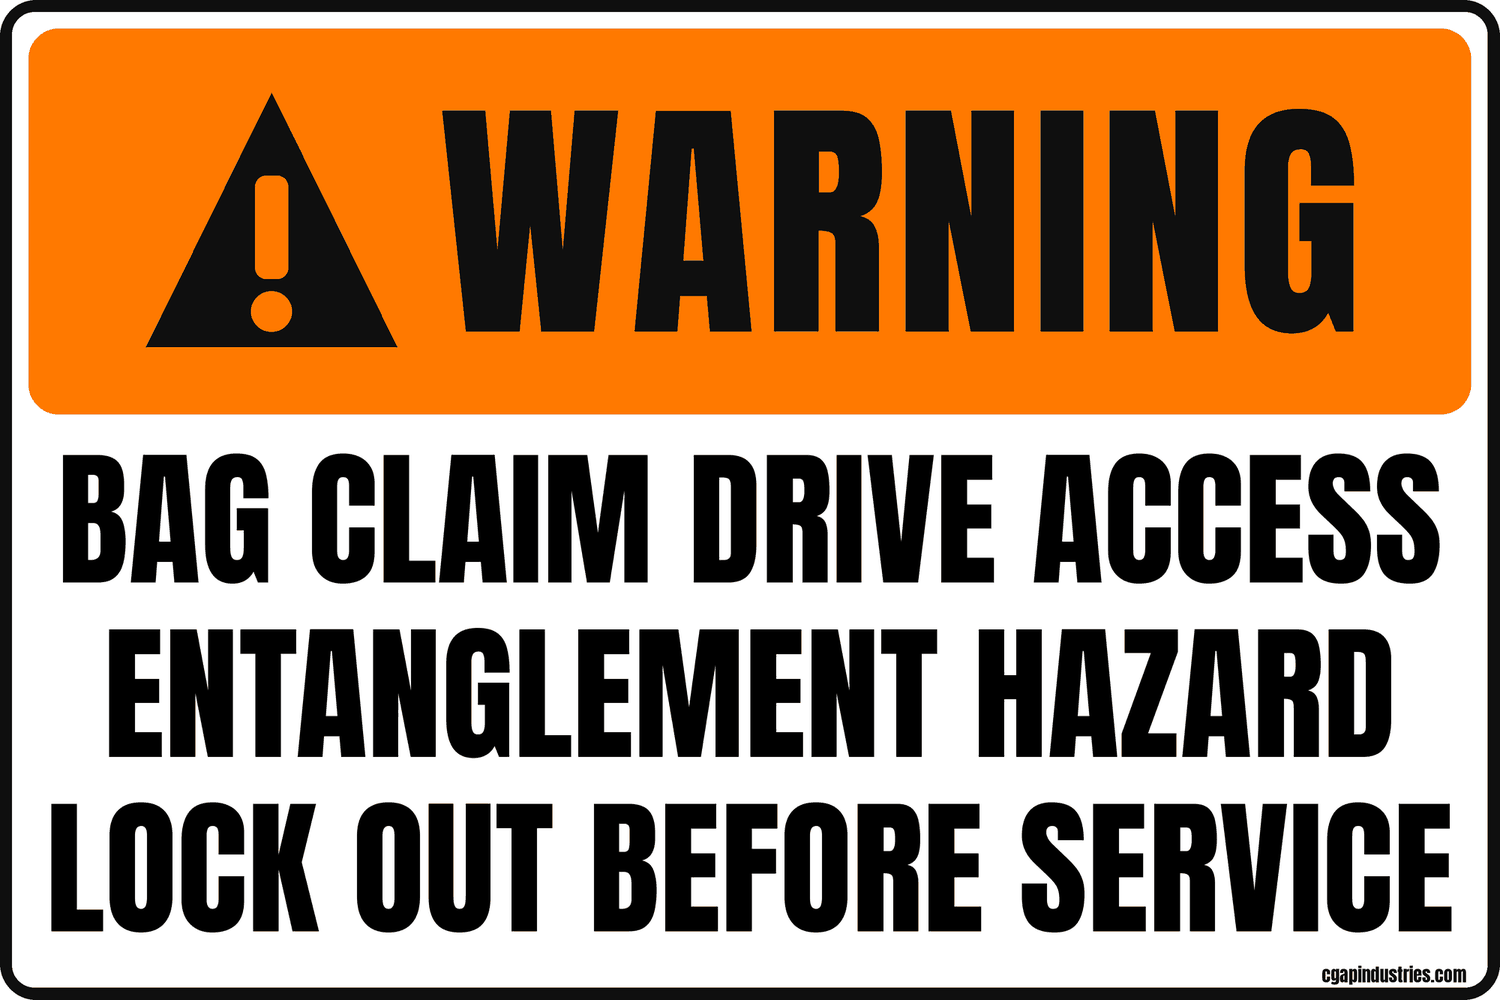 WARNING
BAG CLAIM DRIVE ACCESS
ENTANGLEMENT HAZARD
LOCK OUT BEFORE SERVICE
cgapindustries.com